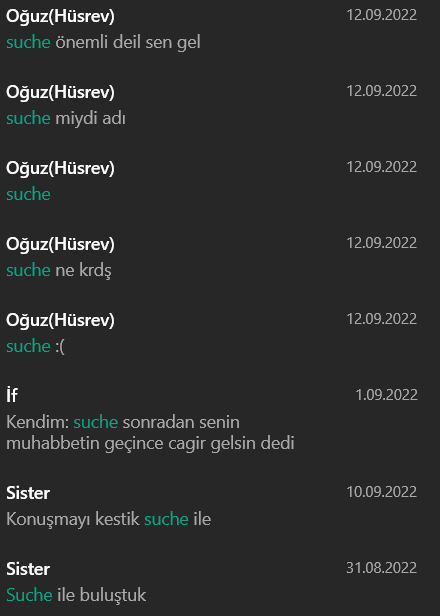 Oğuz(Hüsrev) 12.09.2022
suche önemli deil sen gel
Oğuz(Hüsrev) 12.09.2022
suche miydi adı
Oğuz(Hüsrev) 12.09.2022
suche
Oğuz(Hüsrev) 12.09.2022
suche ne krdş
Oğuz(Hüsrev) 12.09.2022
suche :(
İf 1.09.2022
Kendim: suche sonradan senin
muhabbetin geçince cagir gelsin dedi
Sister 10.09.2022
Konuşmayı kestik suche ile
Sister 31.08.2022
Suche ile buluştuk